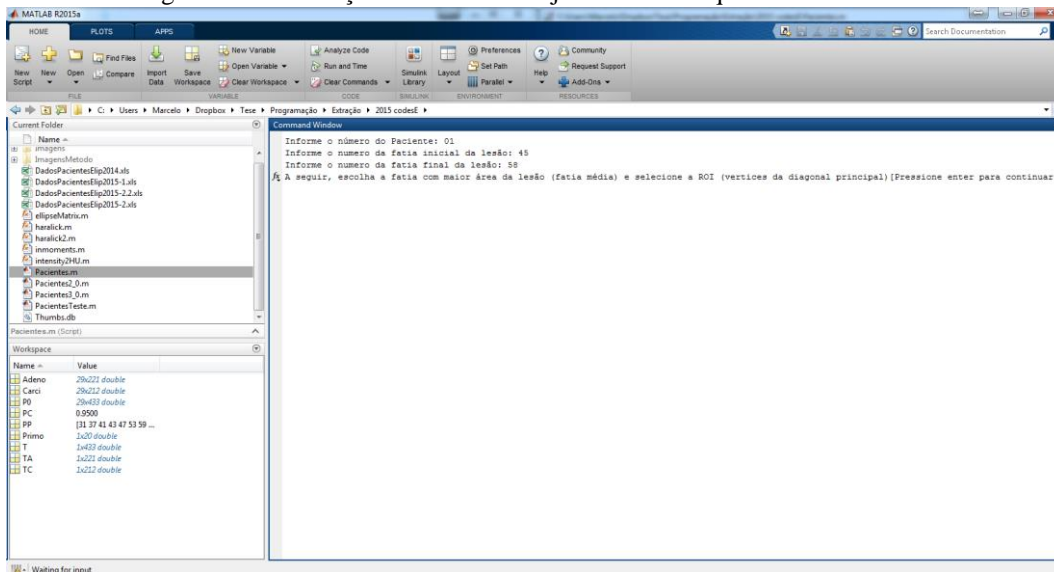 MATLAB R2015a
HOME PLOTS APPS
Search Documentation
New Script
New
Open
Find Files
Compare
Import Data
Save Workspace
New Variable
Open Variable
Clear Workspace
Analyze Code
Run and Time
Clear Commands
Simulink Library
Layout
Preferences
Set Path
Parallel
Help
Community
Request Support
Add-Ons
FILE VARIABLE CODE SIMULINK ENVIRONMENT RESOURCES
C: Users Marcelo Dropbox Tese Programação Extração 2015 codesE
Current Folder
Name
imagens
ImagensMetodo
DadosPacientesElip2014.xls
DadosPacientesElip2015-1.xls
DadosPacientesElip2015-2.2.xls
DadosPacientesElip2015-2.xls
ellipseMatrix.m
haralick.m
haralick2.m
inmoments.m
intensity2HU.m
Pacientes.m
Pacientes2_0.m
Pacientes3_0.m
PacientesTeste.m
Thumbs.db
Pacientes.m (Script)
Workspace
Name Value
Adeno 29x221 double
Carci 29x212 double
P0 29x433 double
PC 0.9500
PP [31 37 41 43 47 53 59 ...
Primo 1x20 double
T 1x433 double
TA 1x221 double
TC 1x212 double
Command Window
Informe o número do Paciente: 01
Informe o numero da fatia inicial da lesão: 45
Informe o numero da fatia final da lesão: 58
fx A seguir, escolha a fatia com maior área da lesão (fatia média) e selecione a ROI (vertices da diagonal principal)[Pressione enter para continuar
Waiting for input